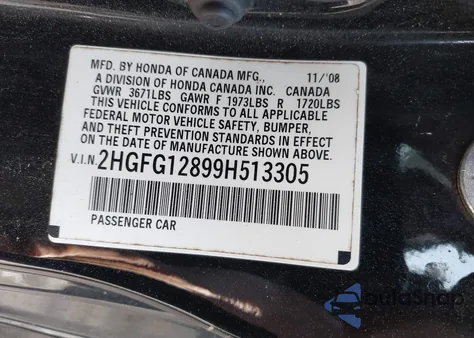 MFD. BY HONDA OF CANADA MFG., 11/'08
A DIVISION OF HONDA CANADA INC. CANADA
GVWR 3671LBS GAWR F 1973LBS R 1720LBS
THIS VEHICLE CONFORMS TO ALL APPLICABLE
FEDERAL MOTOR VEHICLE SAFETY, BUMPER,
AND THEFT PREVENTION STANDARDS IN EFFECT
ON THE DATE OF MANUFACTURE SHOWN ABOVE.
V.I.N. 2HGFG12899H513305
PASSENGER CAR